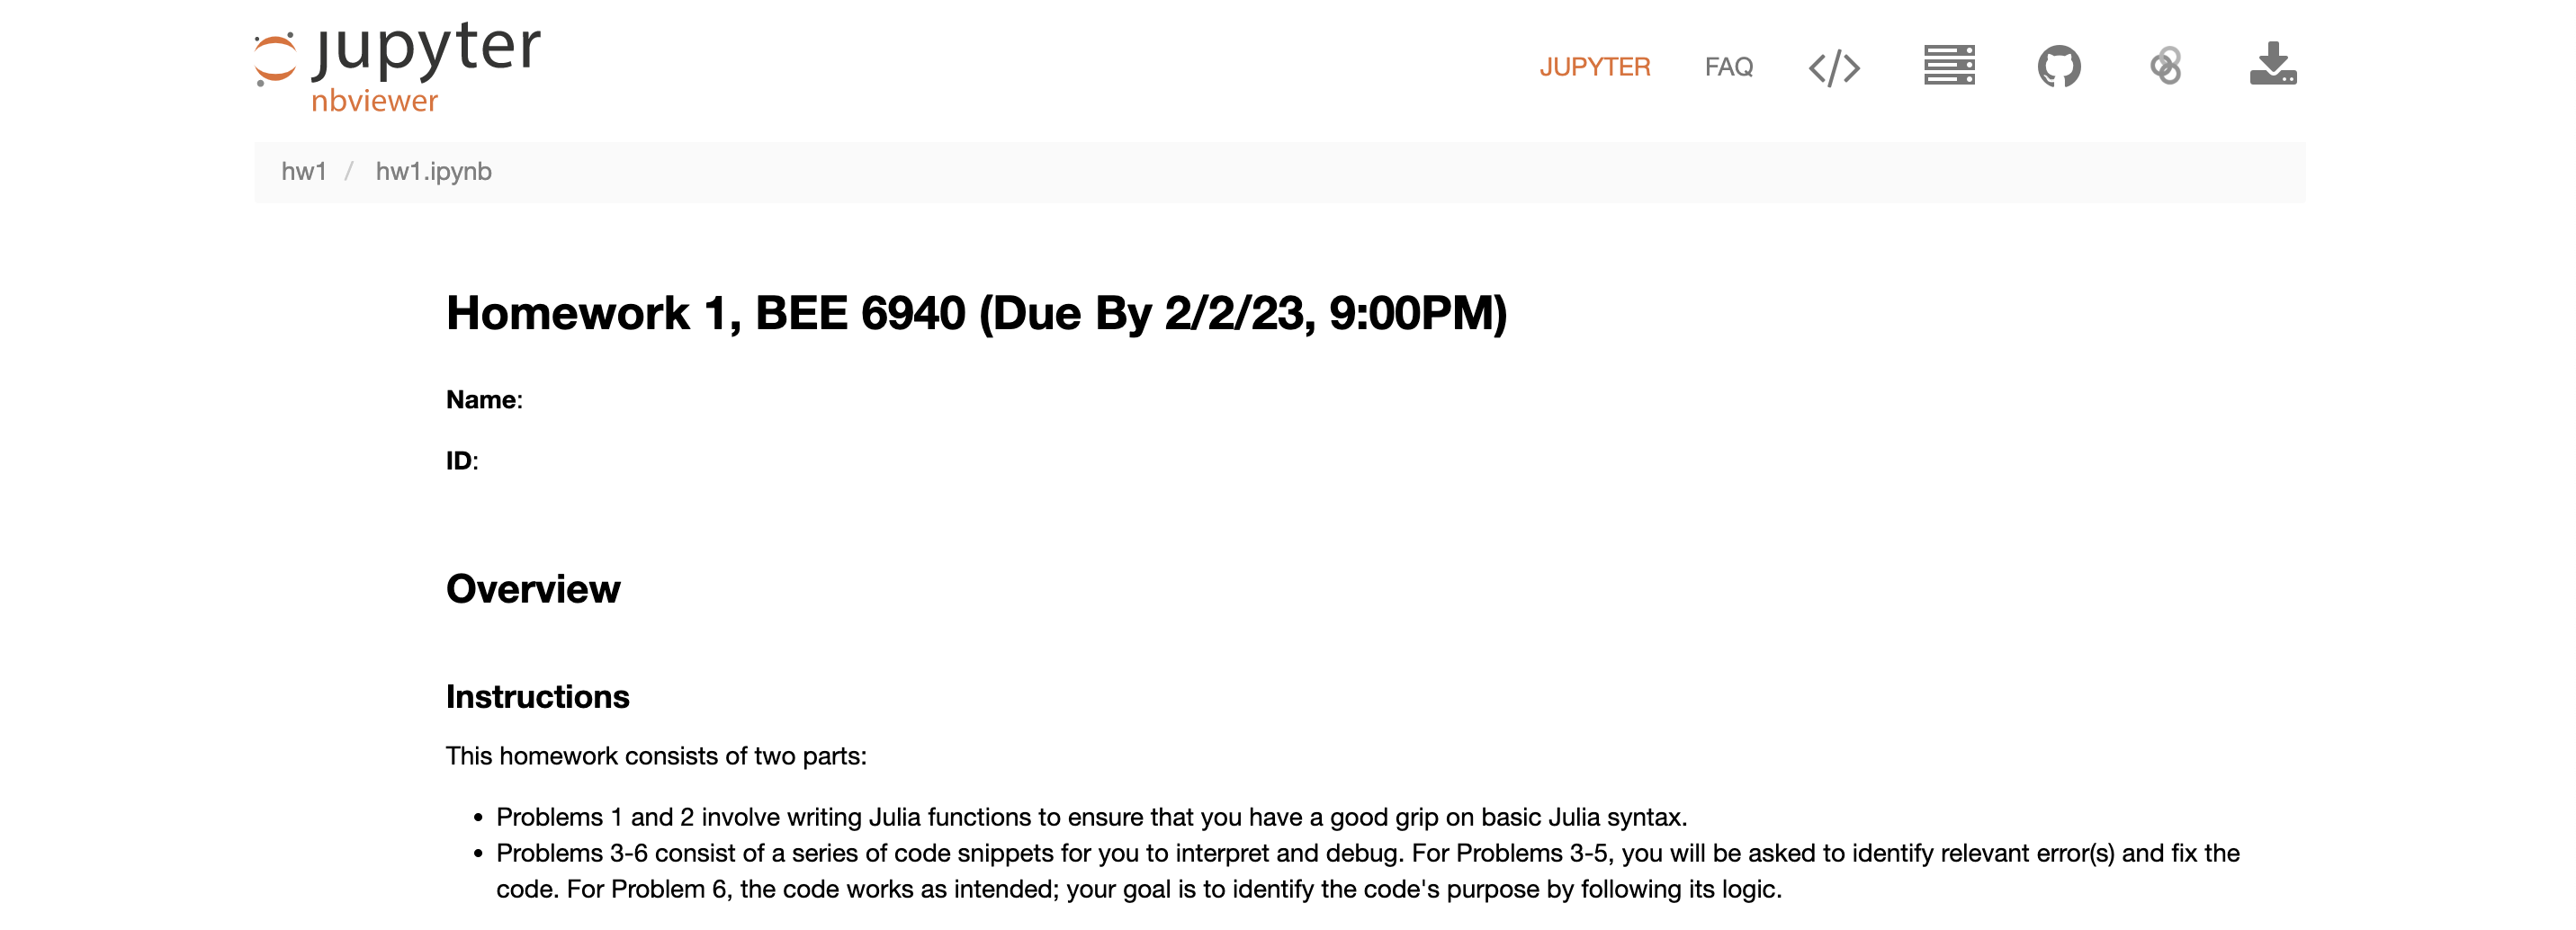 jupyter
nbviewer
JUPYTER FAQ </>
hw1 / hw1.ipynb
Homework 1, BEE 6940 (Due By 2/2/23, 9:00PM)
Name:
ID:
Overview
Instructions
This homework consists of two parts:
• Problems 1 and 2 involve writing Julia functions to ensure that you have a good grip on basic Julia syntax.
• Problems 3-6 consist of a series of code snippets for you to interpret and debug. For Problems 3-5, you will be asked to identify relevant error(s) and fix the
code. For Problem 6, the code works as intended; your goal is to identify the code's purpose by following its logic.